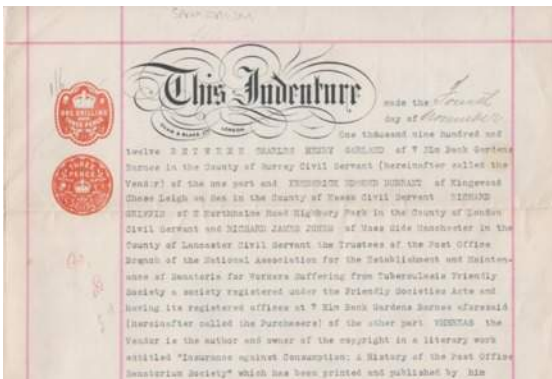 SANATORIUM
This Indenture
made the Fourth
day of November
LONDON.
One thousand nine hundred and
ONE SHILLING
THREE PENCE
twelve BETWEEN CHARLES HENRY GARLAND of 7 Elm Bank Gardens
Barnes in the County of Surrey Civil Servant (hereinafter called the
THREE
PENCE
Vendor) of the one part and FREDERICK EDMUND DURRANT of Kingswood
Chase Leigh on Sea in the County of Essex Civil Servant RICHARD
GRIFFIN of 2 Northolme Road Highbury Park in the County of London
Civil Servant and RICHARD JAMES JONES of Moss Side Manchester in the
County of Lancaster Civil Servant the Trustees of the Post Office
Branch of the National Association for the Establishment and Mainten-
ance of Sanatoria for Workers Suffering from Tuberculosis Friendly
Society a society registered under the Friendly Societies Acts and
having its registered offices at 7 Elm Bank Gardens Barnes aforesaid
(hereinafter called the Purchasers) of the other part WHEREAS the
Vendor is the author and owner of the copyright in a literary work
entitled "Insurance against Consumption: A History of the Post Office
Sanatorium Society" which has been printed and published by him